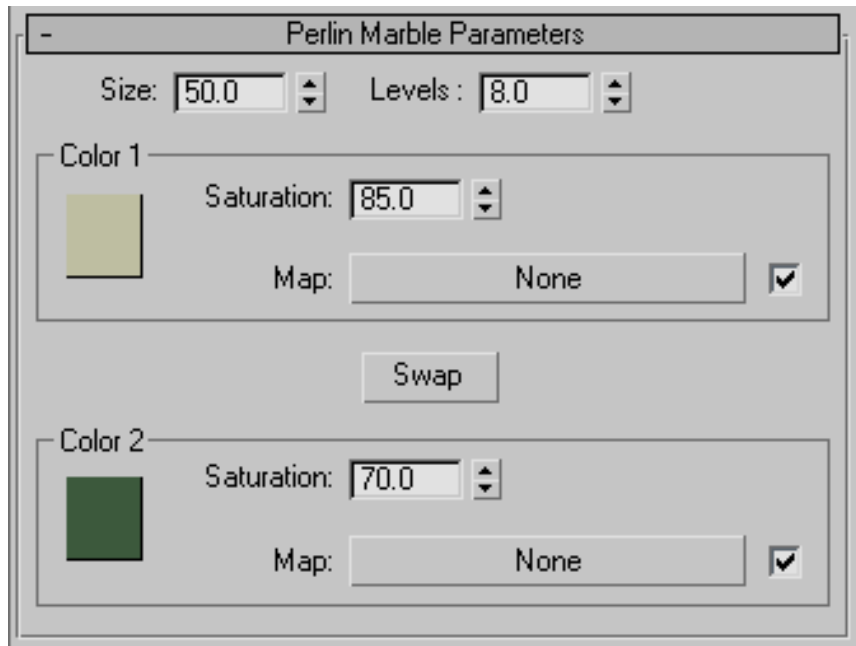 - Perlin Marble Parameters
Size: 50.0 Levels : 8.0
Color 1
Saturation: 85.0
Map: None
Swap
Color 2
Saturation: 70.0
Map: None